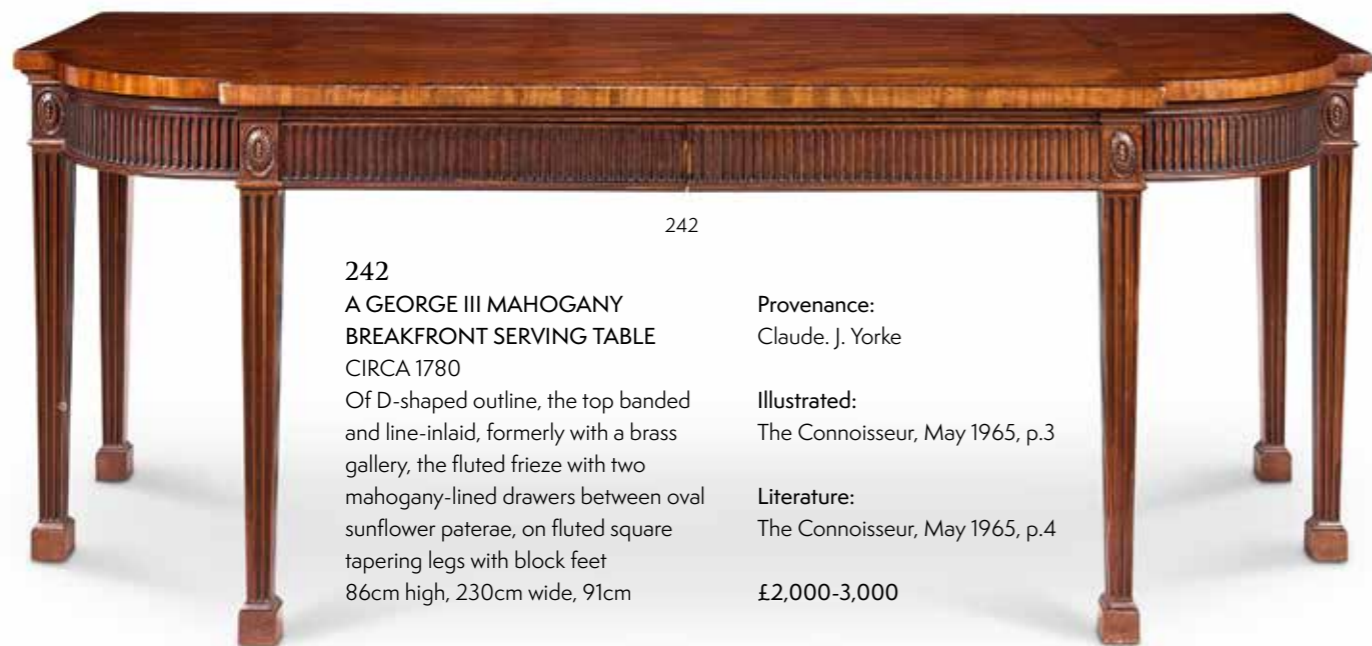 242
242
A GEORGE III MAHOGANY
BREAKFRONT SERVING TABLE
CIRCA 1780
Of D-shaped outline, the top banded
and line-inlaid, formerly with a brass
gallery, the fluted frieze with two
mahogany-lined drawers between oval
sunflower paterae, on fluted square
tapering legs with block feet
86cm high, 230cm wide, 91cm
Provenance:
Claude. J. Yorke
Illustrated:
The Connoisseur, May 1965, p.3
Literature:
The Connoisseur, May 1965, p.4
£2,000-3,000